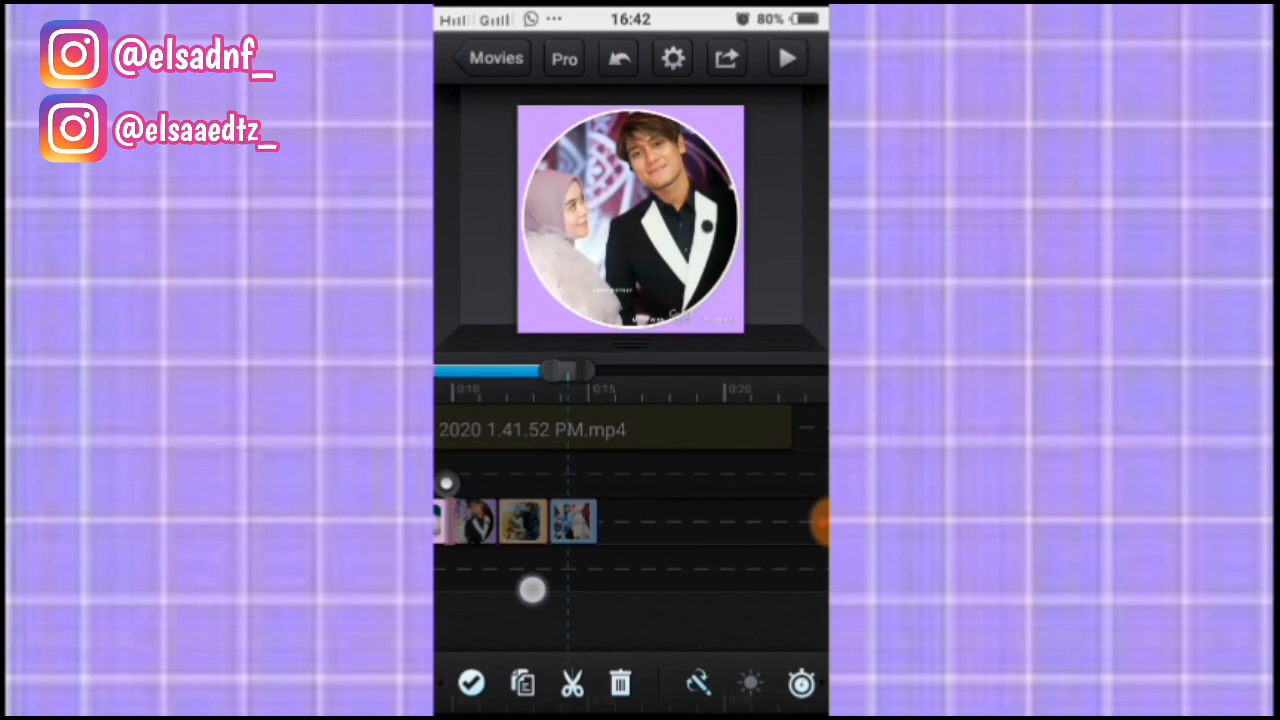 @elsadnf_
@elsaaedtz_
16:42
80%
Movies
Pro
0:10
0:15
0:20
2020 1.41.52 PM.mp4